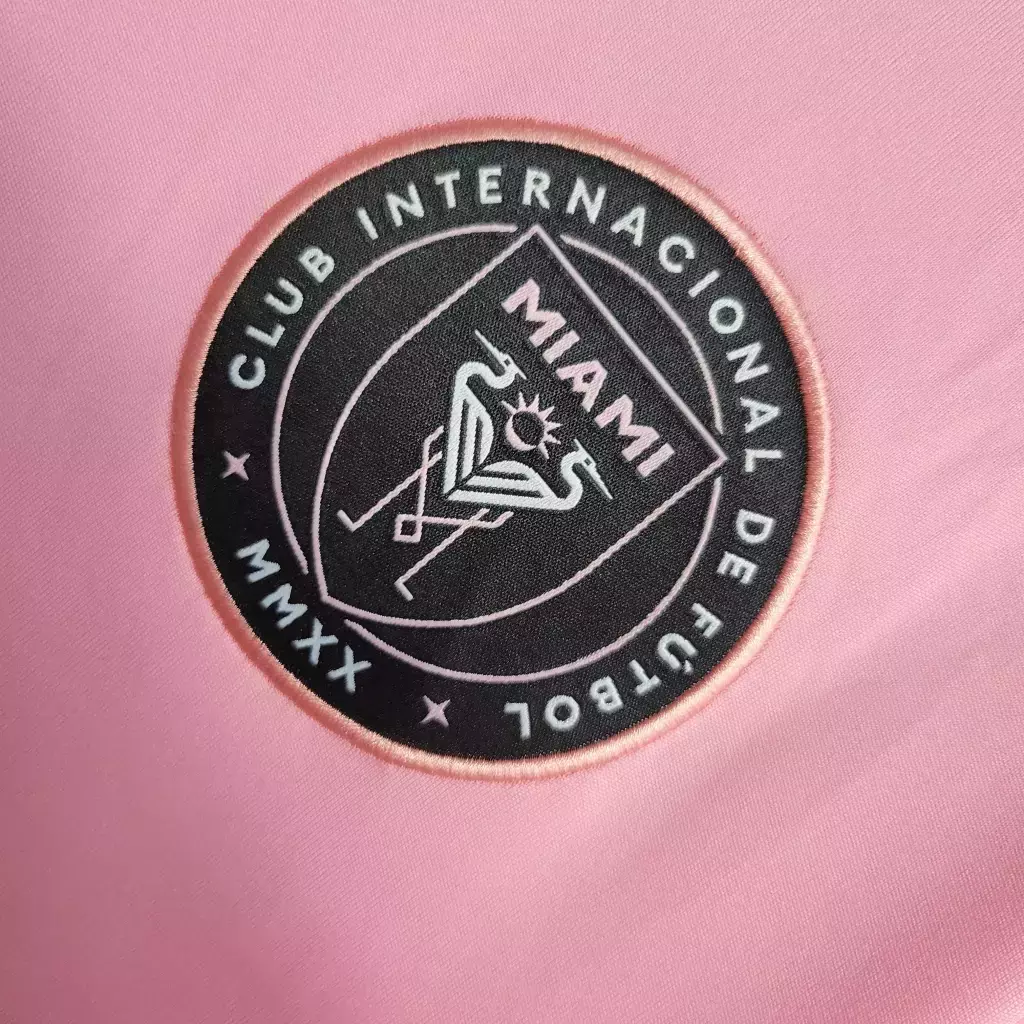 CLUB INTERNACIONAL DE FÚTBOL
MIAMI
MMXX